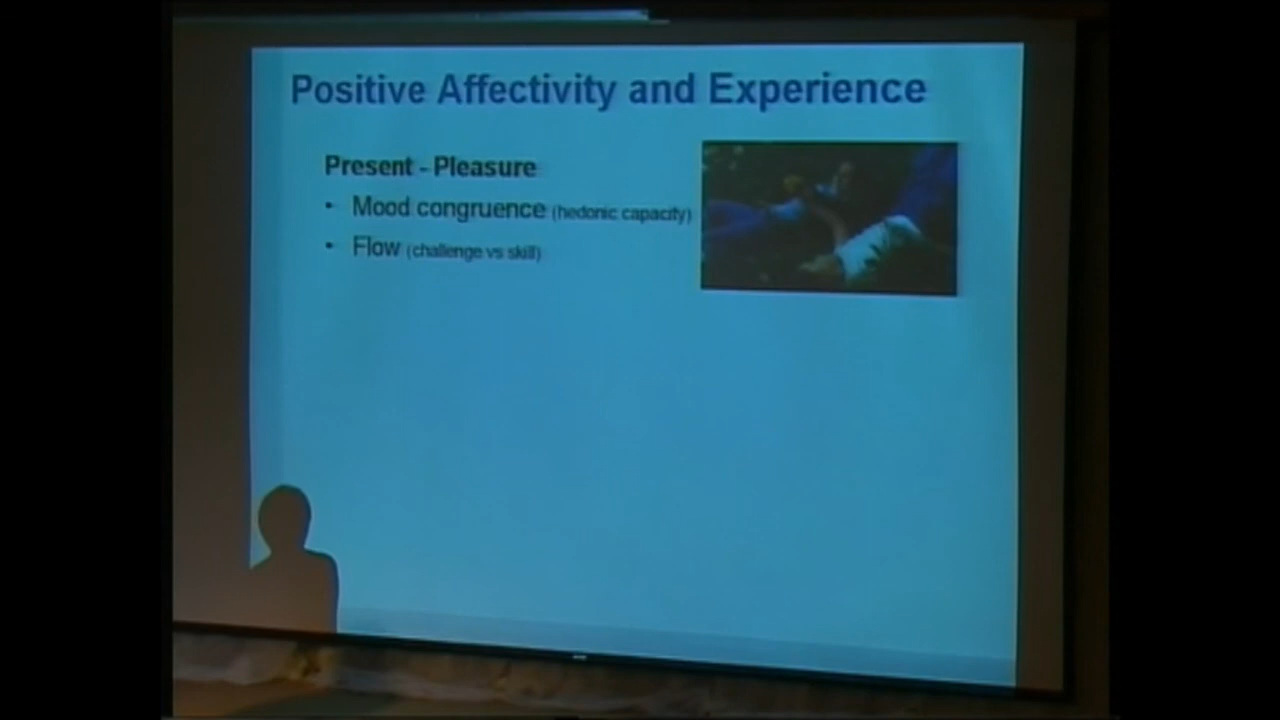 Positive Affectivity and Experience
Present - Pleasure
• Mood congruence (hedonic capacity)
• Flow (challenge vs skill)